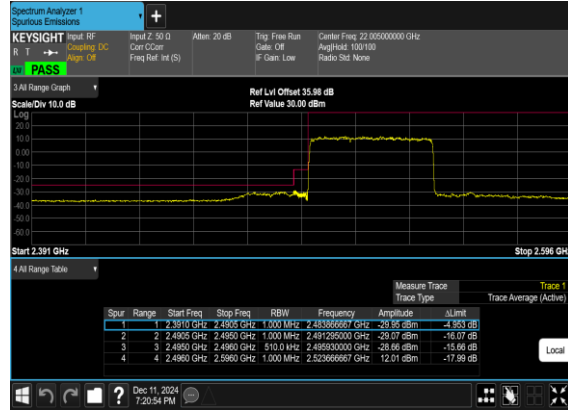 Spectrum Analyzer 1
Spurious Emissions
+
KEYSIGHT Input: RF Input Z: 50 Ω Atten: 20 dB Trig: Free Run Center Freq: 22.005000000 GHz
R T Coupling: DC Corr CCorr Gate: Off Avg|Hold: 100/100
Align: Off Freq Ref: Int (S) IF Gain: Low Radio Std: None
PASS
3 All Range Graph
Ref Lvl Offset 35.98 dB
Scale/Div 10.0 dB Ref Value 30.00 dBm
Log
20.0
10.0
0.00
-10.0
-20.0
-30.0
-40.0
-50.0
-60.0
Start 2.391 GHz Stop 2.596 GH
4 All Range Table
Measure Trace Trace 1
Trace Type Trace Average (Active)
Spur Range Start Freq Stop Freq RBW Frequency Amplitude ΔLimit
1 1 2.3910 GHz 2.4905 GHz 1.000 MHz 2.483866667 GHz -29.95 dBm -4.953 dB
2 2 2.4905 GHz 2.4950 GHz 1.000 MHz 2.491295000 GHz -29.07 dBm -16.07 dB
3 3 2.4950 GHz 2.4960 GHz 510.0 kHz 2.495930000 GHz -28.66 dBm -15.66 dB
4 4 2.4960 GHz 2.5960 GHz 1.000 MHz 2.523666667 GHz 12.01 dBm -17.99 dB
Local
? Dec 11, 2024
7:20:54 PM